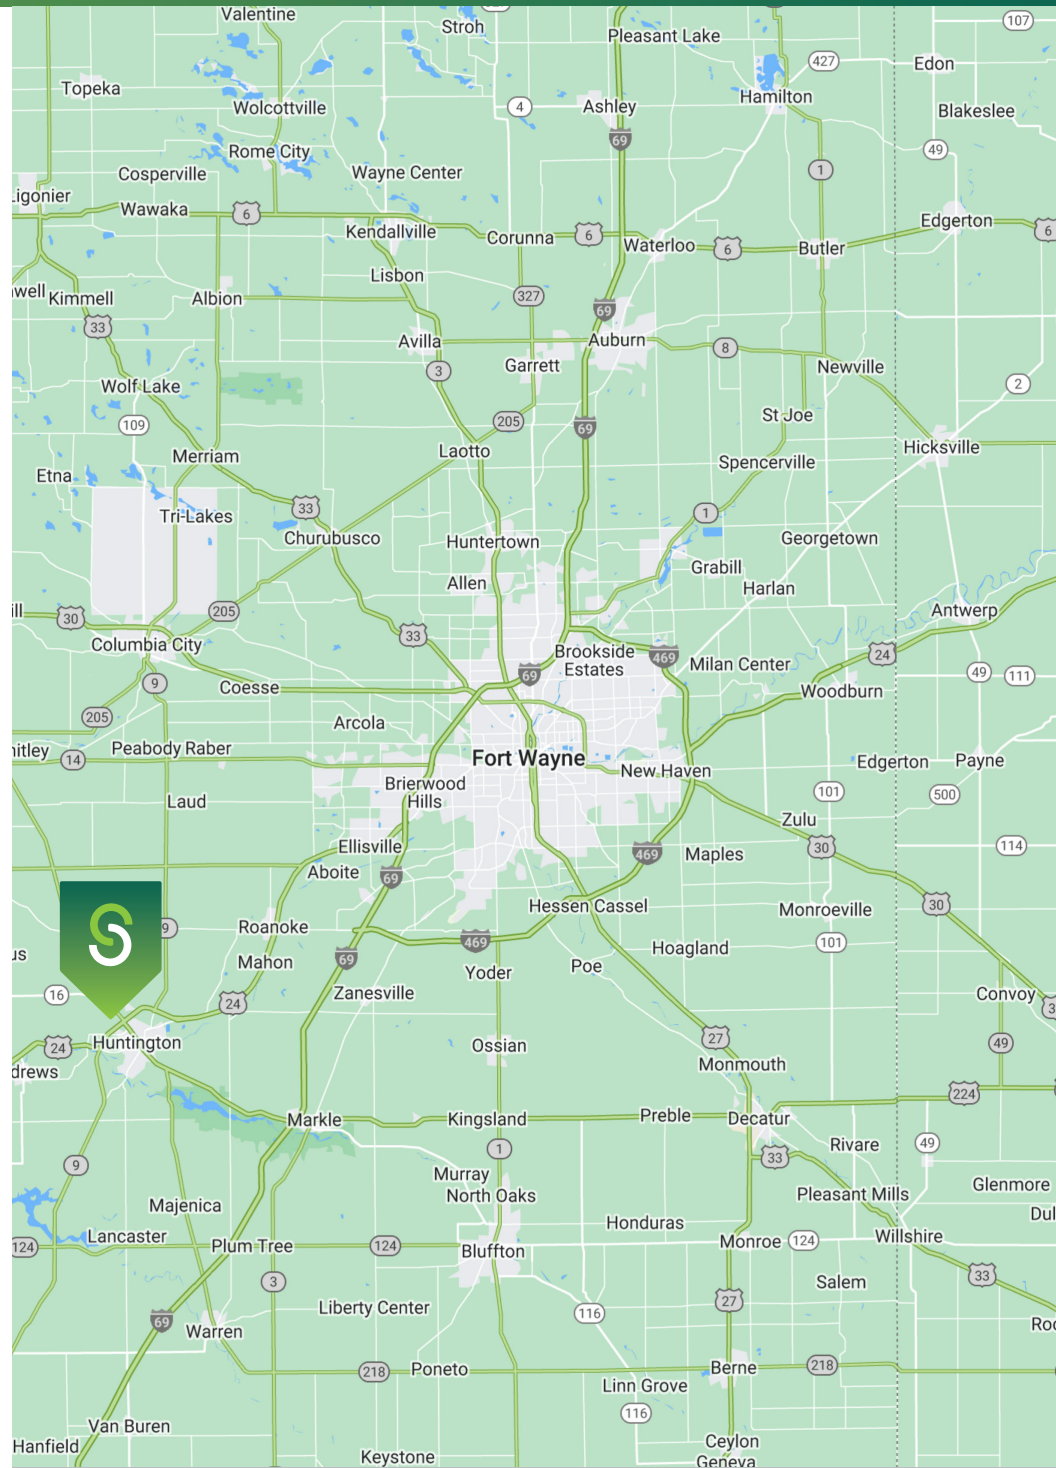 Valentine
Stroh
Pleasant Lake
107
427
Edon
Topeka
Wolcottville
4
Ashley
Hamilton
Blakeslee
69
49
Rome City
Cosperville
Wayne Center
1
Ligonier
Wawaka
6
Kendallville
Corunna
6
Waterloo
6
Butler
Edgerton
6
Lisbon
well
Kimmell
Albion
327
33
69
Avilla
Auburn
8
3
Garrett
Newville
Wolf Lake
2
109
205
69
St Joe
Merriam
Laotto
Hicksville
Etna
Spencerville
33
1
Tri-Lakes
Churubusco
Huntertown
Georgetown
Grabill
Allen
Harlan
ill
30
205
Antwerp
33
Columbia City
Brookside
Estates
469
Milan Center
24
69
49
111
9
Coesse
Woodburn
205
Arcola
hitley
14
Peabody Raber
Fort Wayne
New Haven
Edgerton
Payne
Brierwood
Hills
101
500
Laud
Zulu
30
Ellisville
469
Maples
114
Aboite
69
Hessen Cassel
Monroeville
30
9
Roanoke
469
101
us
Mahon
69
Yoder
Poe
Hoagland
16
24
Zanesville
Convoy
3
Huntington
24
Ossian
27
49
drews
Monmouth
224
Markle
Kingsland
Preble
Decatur
1
Rivare
49
9
33
Murray
North Oaks
Pleasant Mills
Glenmore
Majenica
Dul
Lancaster
Honduras
124
Plum Tree
124
Bluffton
Monroe
124
Willshire
3
Salem
33
69
Liberty Center
116
27
Warren
Roc
218
Poneto
Berne
218
Linn Grove
116
Van Buren
Hanfield
Keystone
Ceylon
Geneva